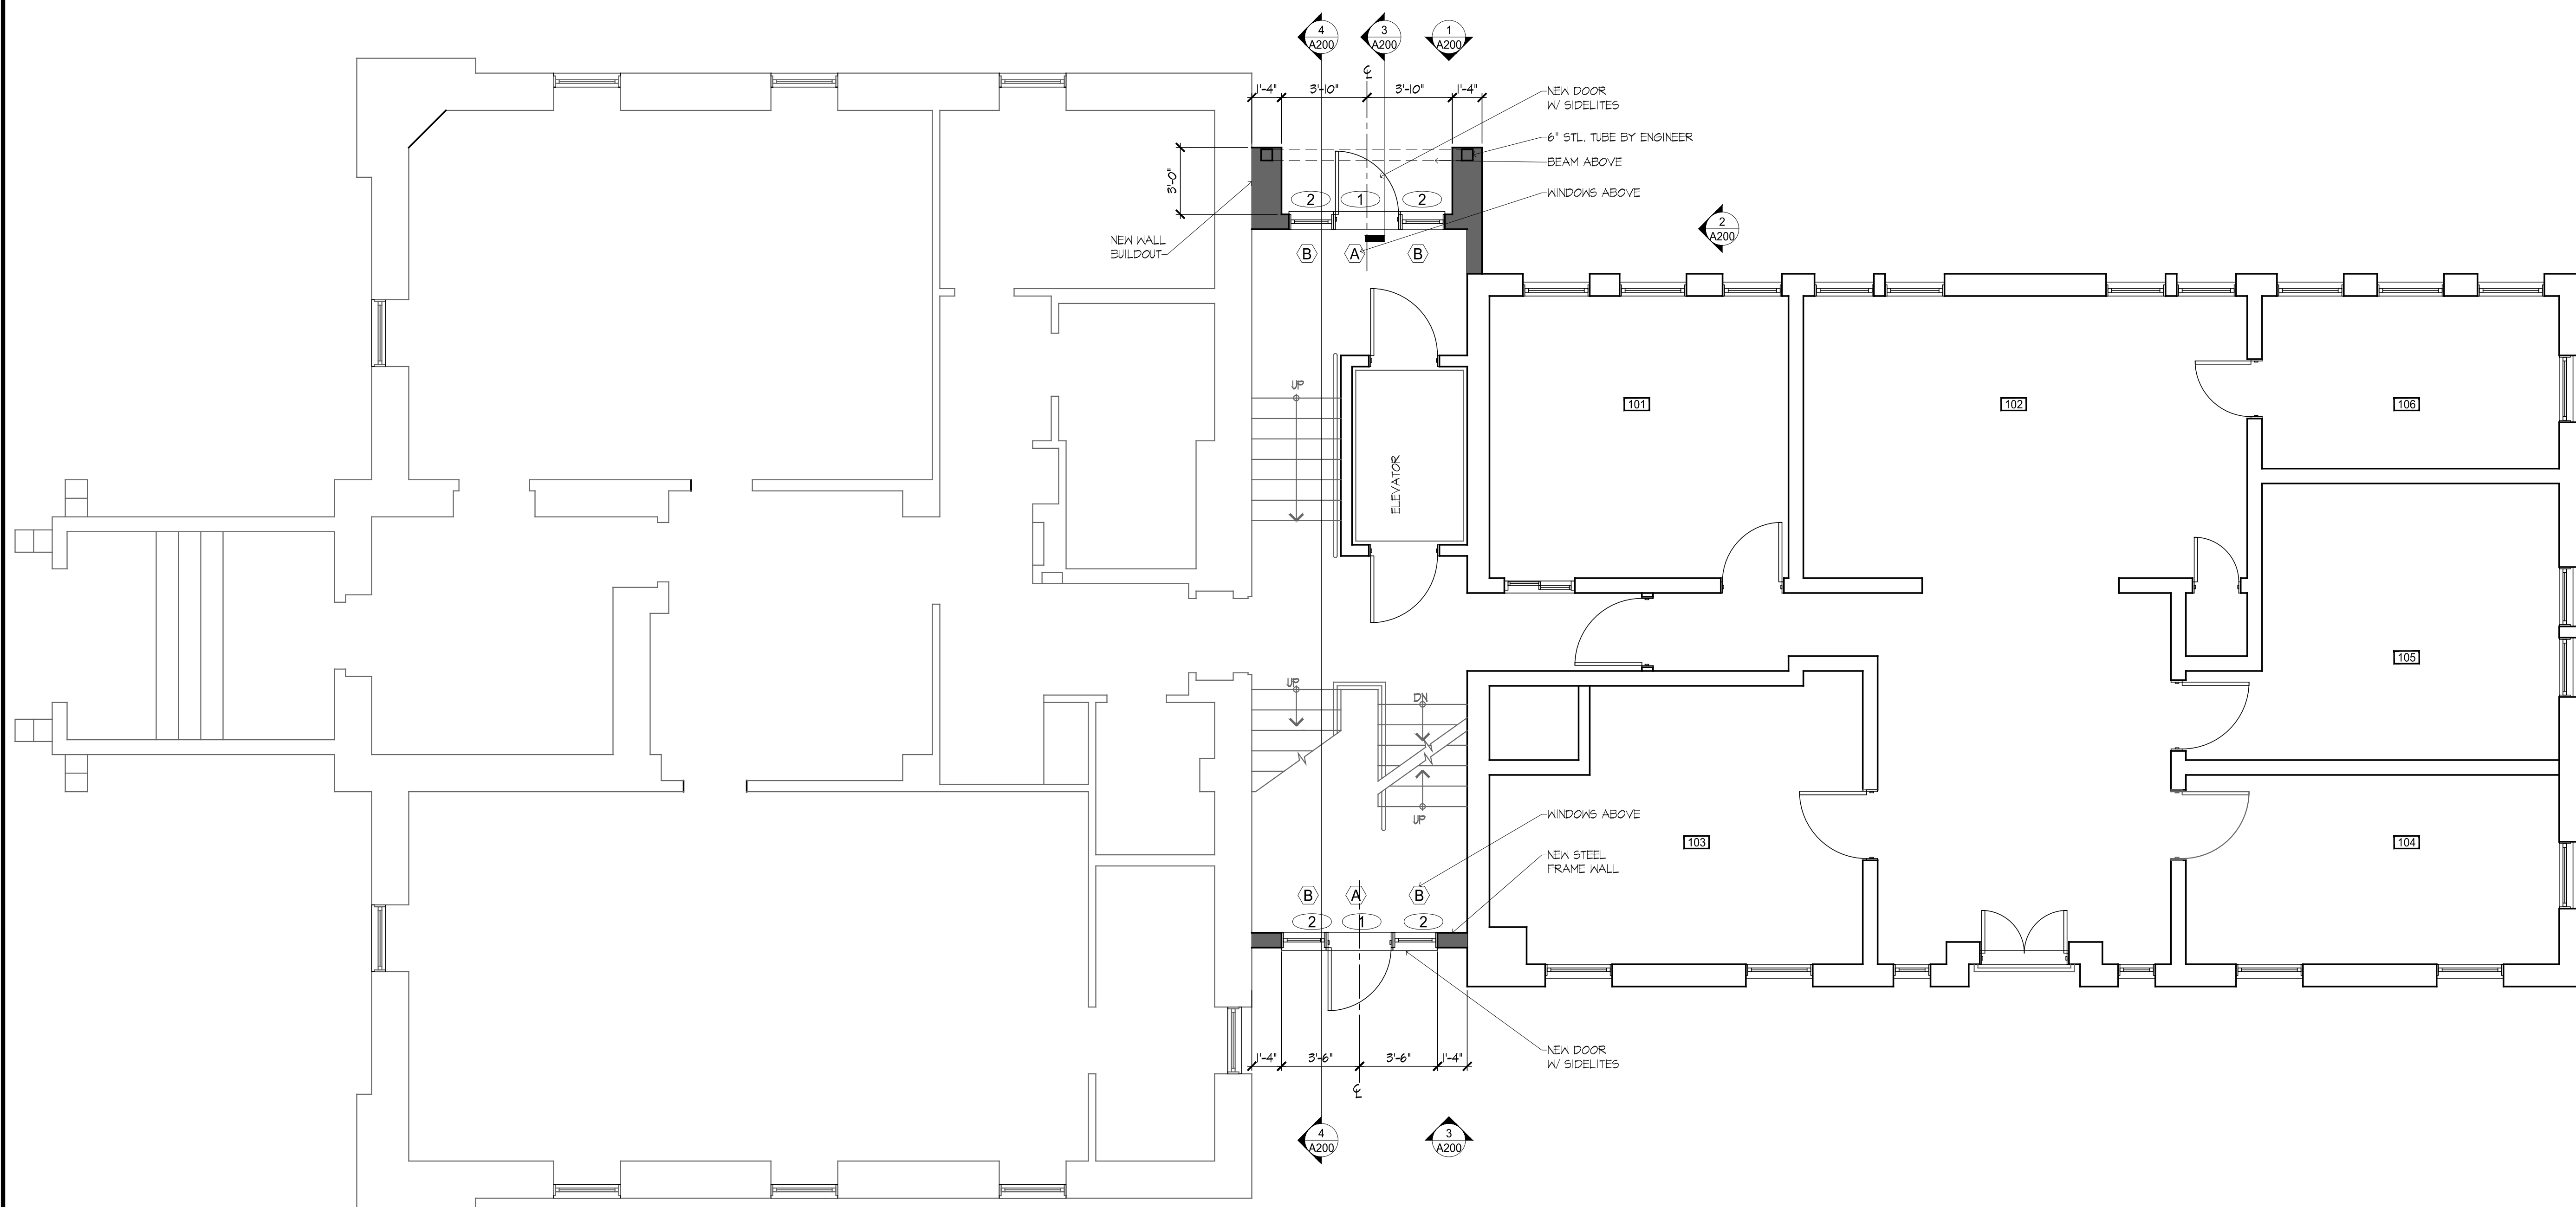 4
A200
3
A200
1
A200
℄
1'-4"
3'-10"
3'-10"
1'-4"
NEW DOOR
W/ SIDELITES
6" STL. TUBE BY ENGINEER
BEAM ABOVE
WINDOWS ABOVE
3'-0"
2
1
2
2
A200
NEW WALL
BUILDOUT
B
A
B
UP
101
102
106
ELEVATOR
105
UP
DN
WINDOWS ABOVE
UP
103
104
NEW STEEL
FRAME WALL
B
A
B
2
1
2
NEW DOOR
W/ SIDELITES
1'-4"
3'-6"
3'-6"
1'-4"
℄
4
A200
3
A200